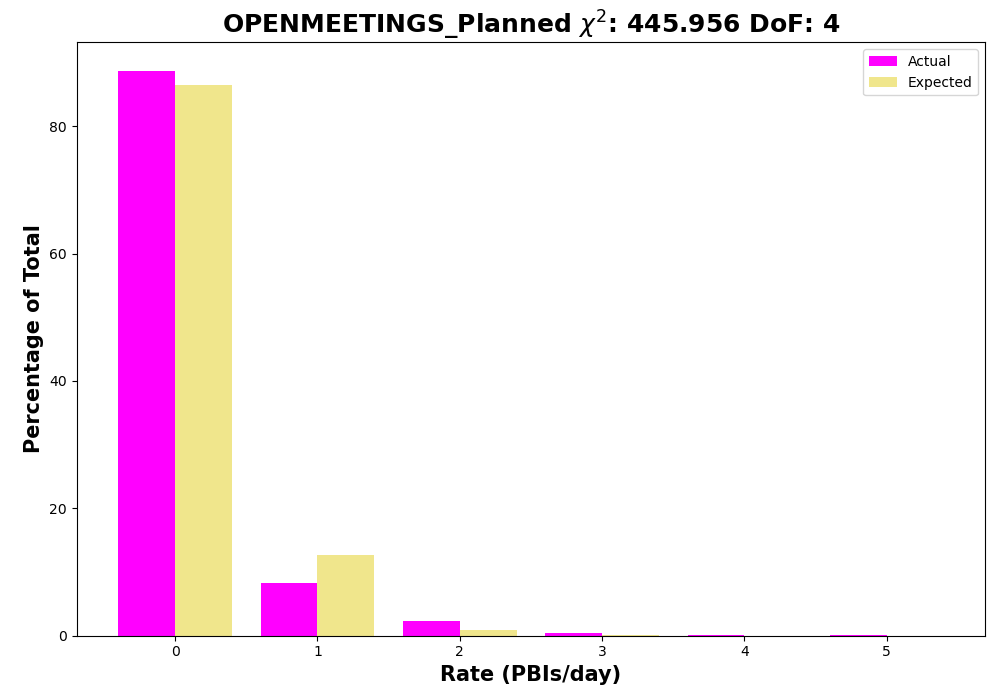 OPENMEETINGS_Planned χ²: 445.956 DoF: 4
Actual
Expected
Percentage of Total
80
60
40
20
0
0 1 2 3 4 5
Rate (PBIs/day)